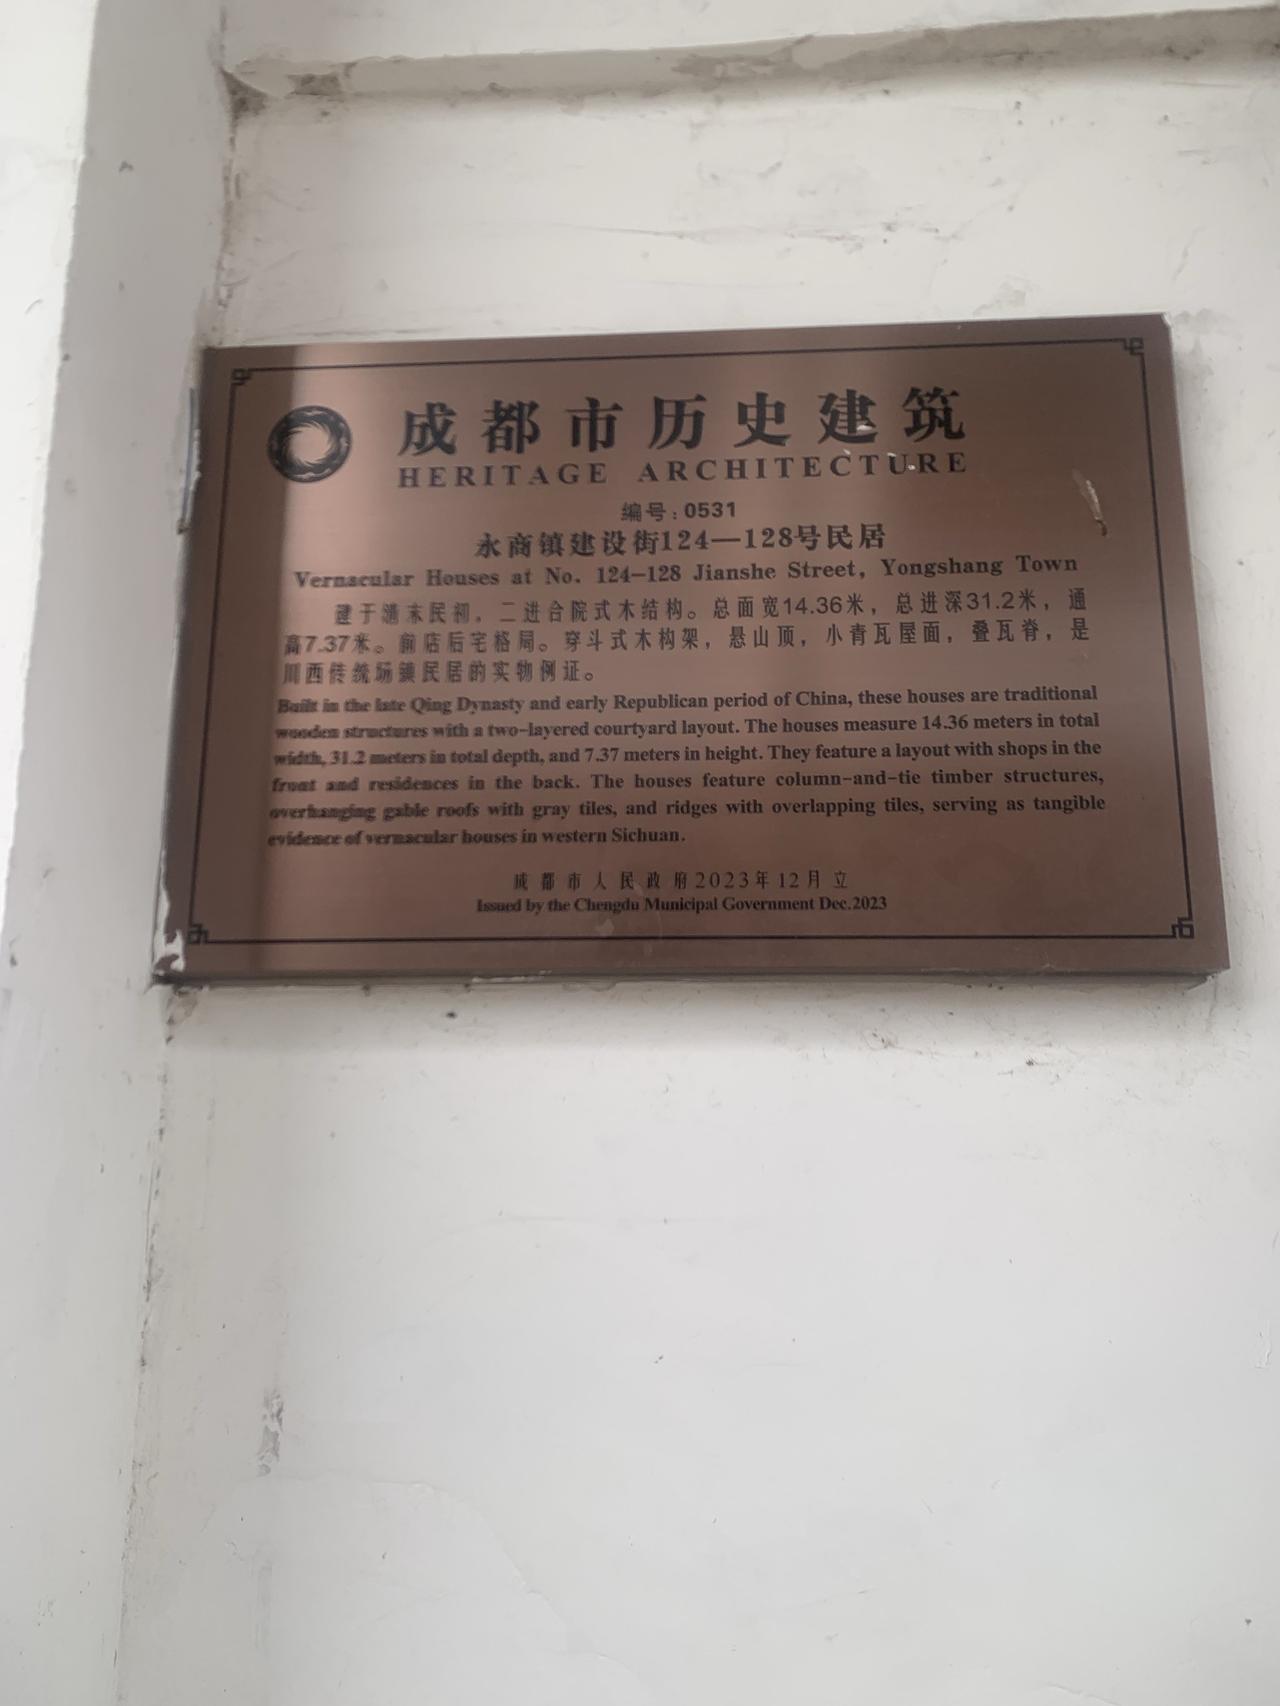 成都市历史建筑
HERITAGE ARCHITECTURE
编号：0531
永商镇建设街124—128号民居
Vernacular Houses at No. 124-128 Jianshe Street, Yongshang Town
建于清末民初，二进合院式木结构。总面宽14.36米，总进深31.2米，通
高7.37米。前店后宅格局。穿斗式木构架，悬山顶，小青瓦屋面，叠瓦脊，是
川西传统场镇民居的实物例证。
Built in the late Qing Dynasty and early Republican period of China, these houses are traditional
wooden structures with a two-layered courtyard layout. The houses measure 14.36 meters in total
width, 31.2 meters in total depth, and 7.37 meters in height. They feature a layout with shops in the
front and residences in the back. The houses feature column-and-tie timber structures,
overhanging gable roofs with gray tiles, and ridges with overlapping tiles, serving as tangible
evidence of vernacular houses in western Sichuan.
成都市人民政府2023年12月 立
Issued by the Chengdu Municipal Government Dec.2023